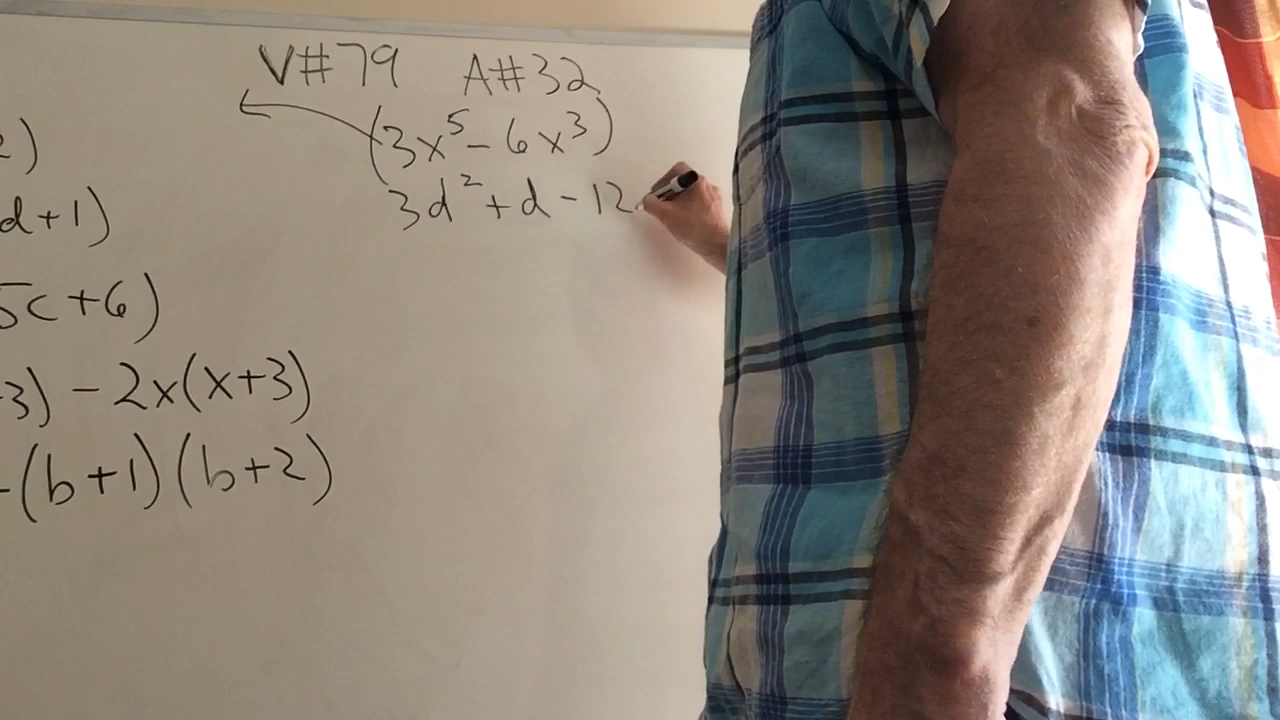 V#79 A#32
(3x⁵ - 6x³)
2)
3d² + d - 12
d+1)
5c+6)
3) - 2x(x+3)
-(b+1)(b+2)